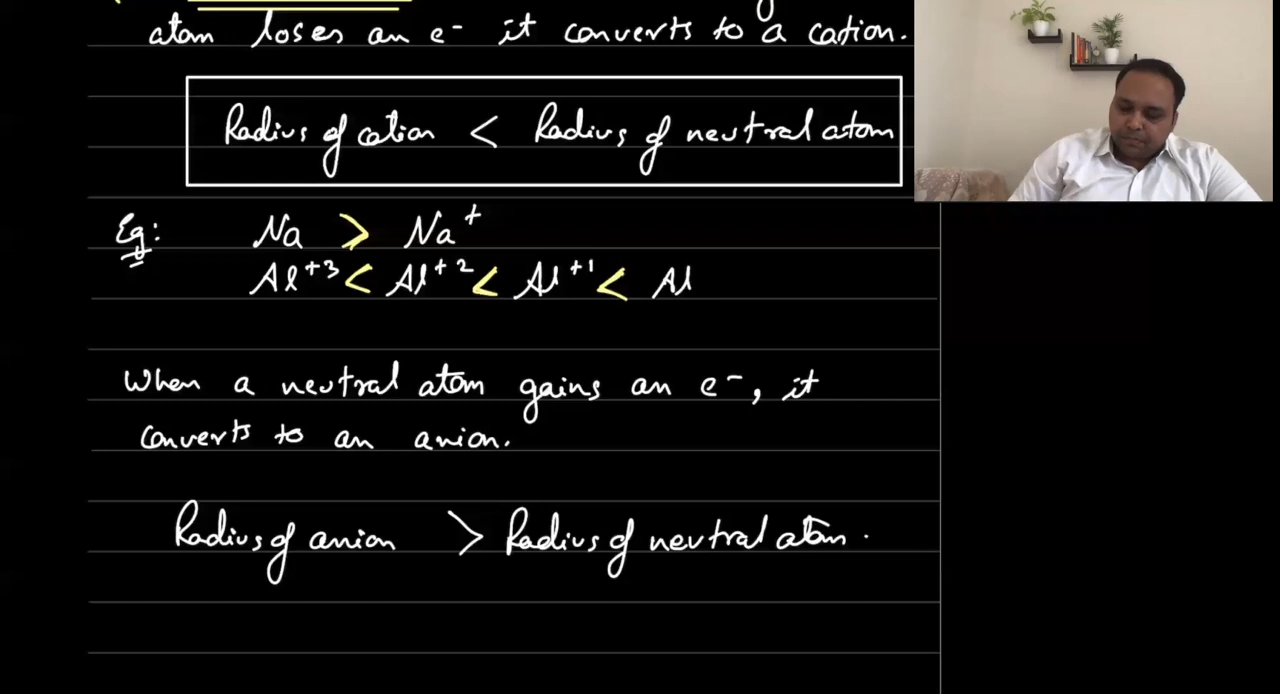 atom loses an e⁻ it converts to a cation.
Radius of cation < Radius of neutral atom
Eg: Na > Na⁺
Al⁺³ < Al⁺² < Al⁺¹ < Al
When a neutral atom gains an e⁻, it
converts to an anion.
Radius of anion > Radius of neutral atom.